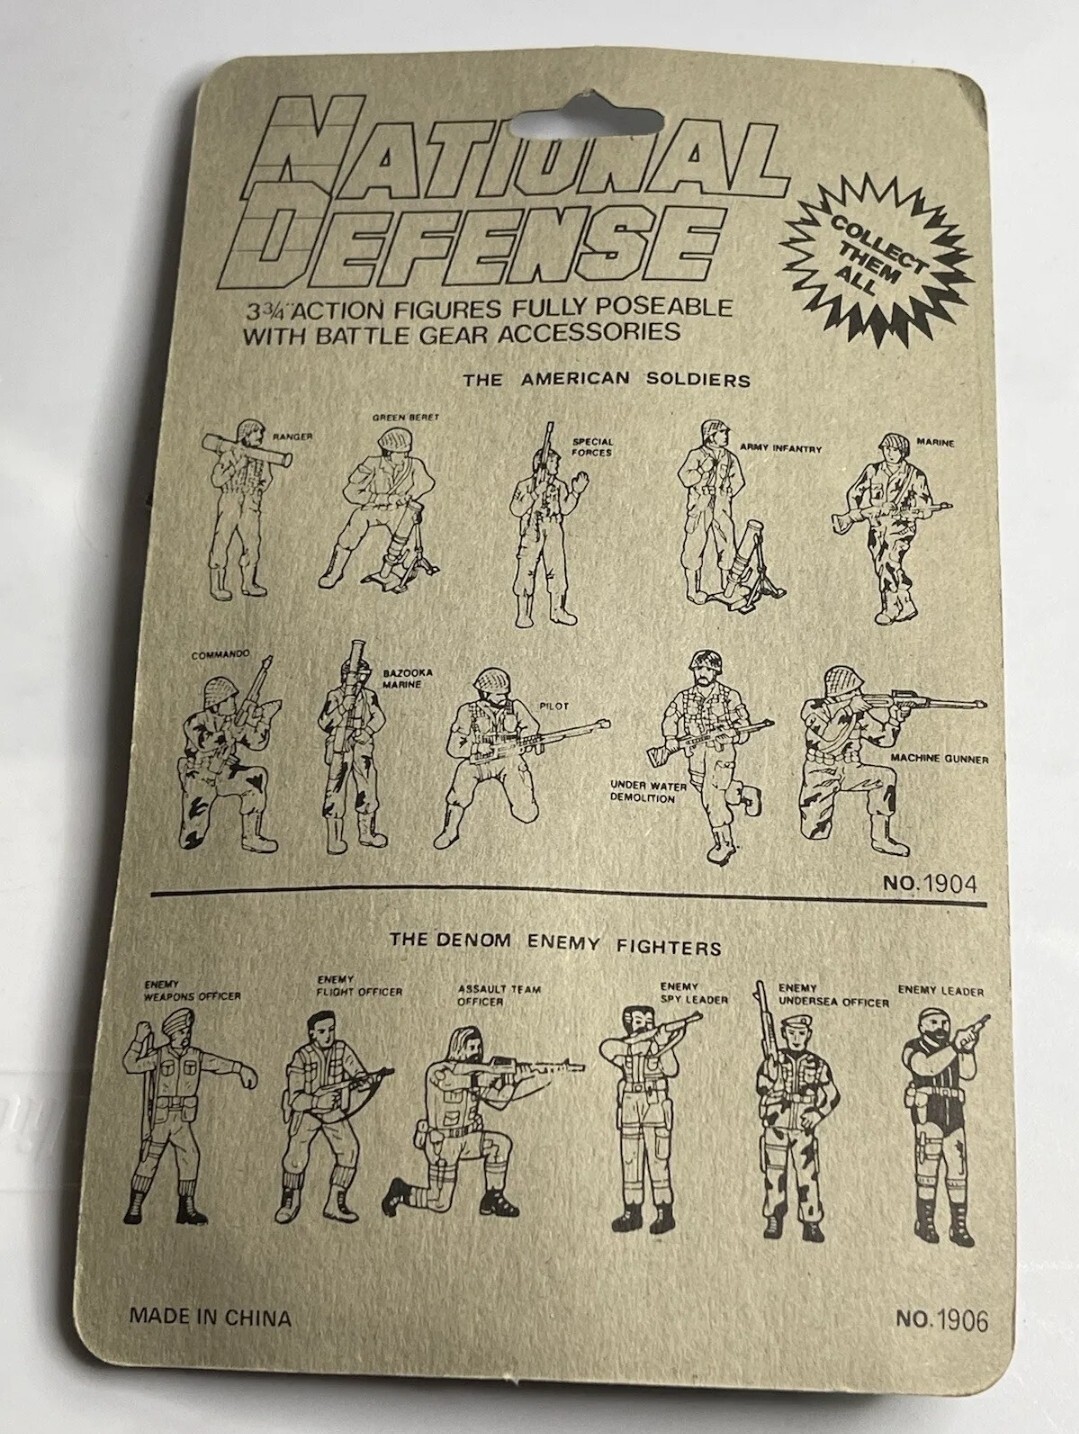 NATIONAL
DEFENSE
COLLECT
THEM
ALL
3¾" ACTION FIGURES FULLY POSEABLE
WITH BATTLE GEAR ACCESSORIES
THE AMERICAN SOLDIERS
RANGER
GREEN BERET
SPECIAL
FORCES
ARMY INFANTRY
MARINE
COMMANDO
BAZOOKA
MARINE
PILOT
UNDER WATER
DEMOLITION
MACHINE GUNNER
NO.1904
THE DENOM ENEMY FIGHTERS
ENEMY
WEAPONS OFFICER
ENEMY
FLIGHT OFFICER
ASSAULT TEAM
OFFICER
ENEMY
SPY LEADER
ENEMY
UNDERSEA OFFICER
ENEMY LEADER
MADE IN CHINA
NO.1906